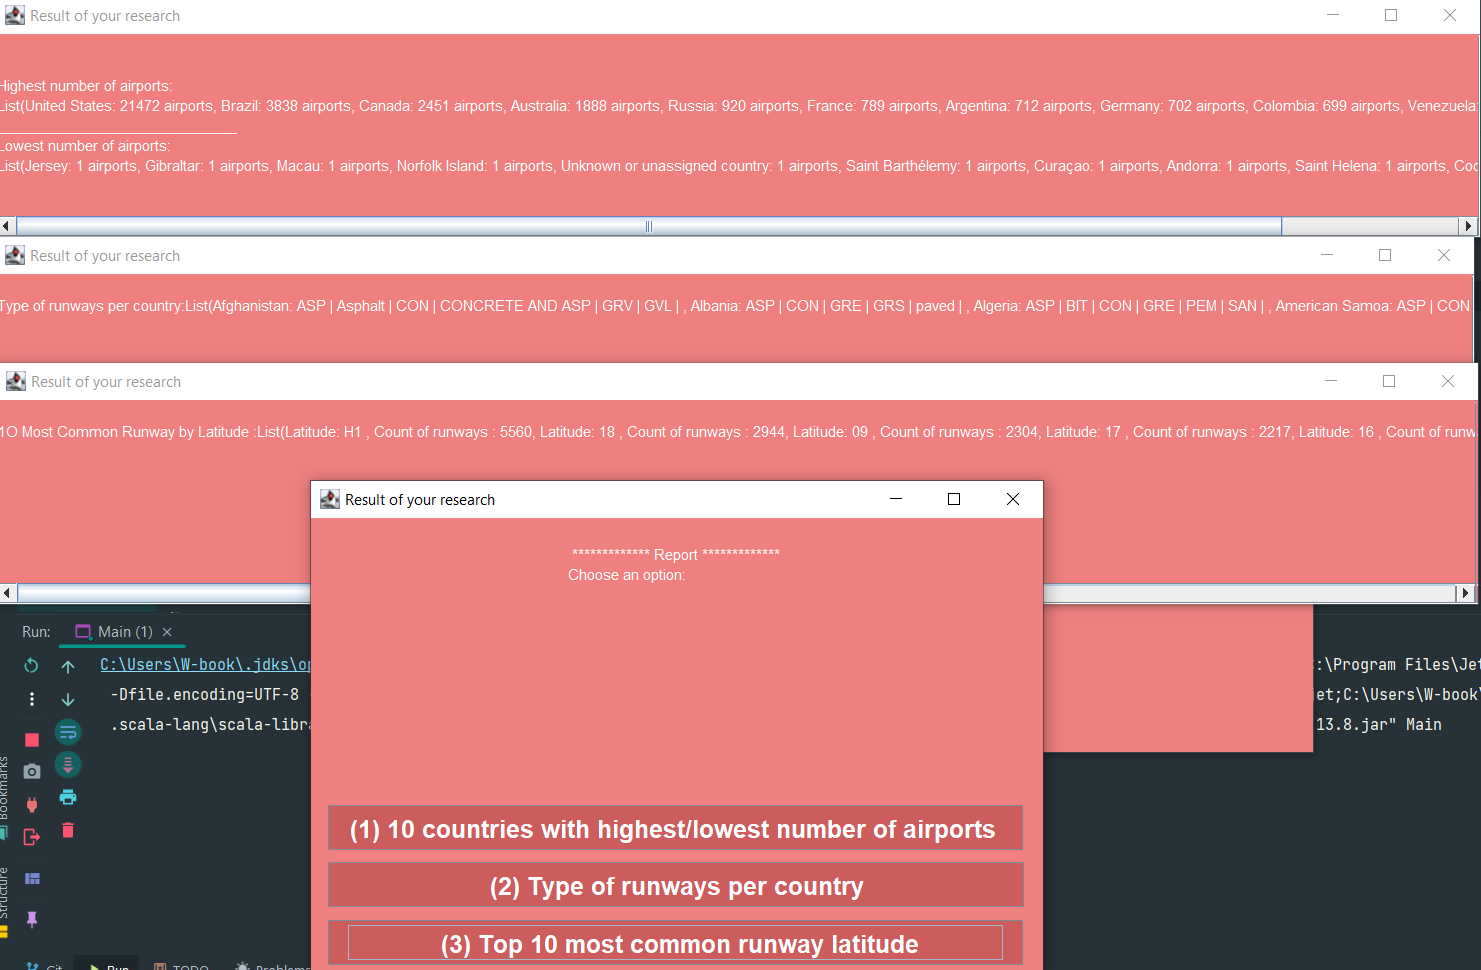 Result of your research
Highest number of airports:
List(United States: 21472 airports, Brazil: 3838 airports, Canada: 2451 airports, Australia: 1888 airports, Russia: 920 airports, France: 789 airports, Argentina: 712 airports, Germany: 702 airports, Colombia: 699 airports, Venezuela:
Lowest number of airports:
List(Jersey: 1 airports, Gibraltar: 1 airports, Macau: 1 airports, Norfolk Island: 1 airports, Unknown or unassigned country: 1 airports, Saint Barthélemy: 1 airports, Curaçao: 1 airports, Andorra: 1 airports, Saint Helena: 1 airports,
Result of your research
Type of runways per country:List(Afghanistan: ASP | Asphalt | CON | CONCRETE AND ASP | GRV | GVL | , Albania: ASP | CON | GRE | GRS | paved | , Algeria: ASP | BIT | CON | GRE | PEM | SAN | , American Samoa: ASP | CON
Result of your research
1O Most Common Runway by Latitude :List(Latitude: H1 , Count of runways : 5560, Latitude: 18 , Count of runways : 2944, Latitude: 09 , Count of runways : 2304, Latitude: 17 , Count of runways : 2217, Latitude: 16 , Count of runw
Result of your research
************* Report *************
Choose an option:
(1) 10 countries with highest/lowest number of airports
(2) Type of runways per country
(3) Top 10 most common runway latitude
Run: Main (1)
C:\Users\W-book\.jdks\op :\Program Files\Jet
-Dfile.encoding=UTF-8 jet;C:\Users\W-book\
.scala-lang\scala-libra 13.8.jar" Main
Bookmarks
Structure
Git Run TODO Problems